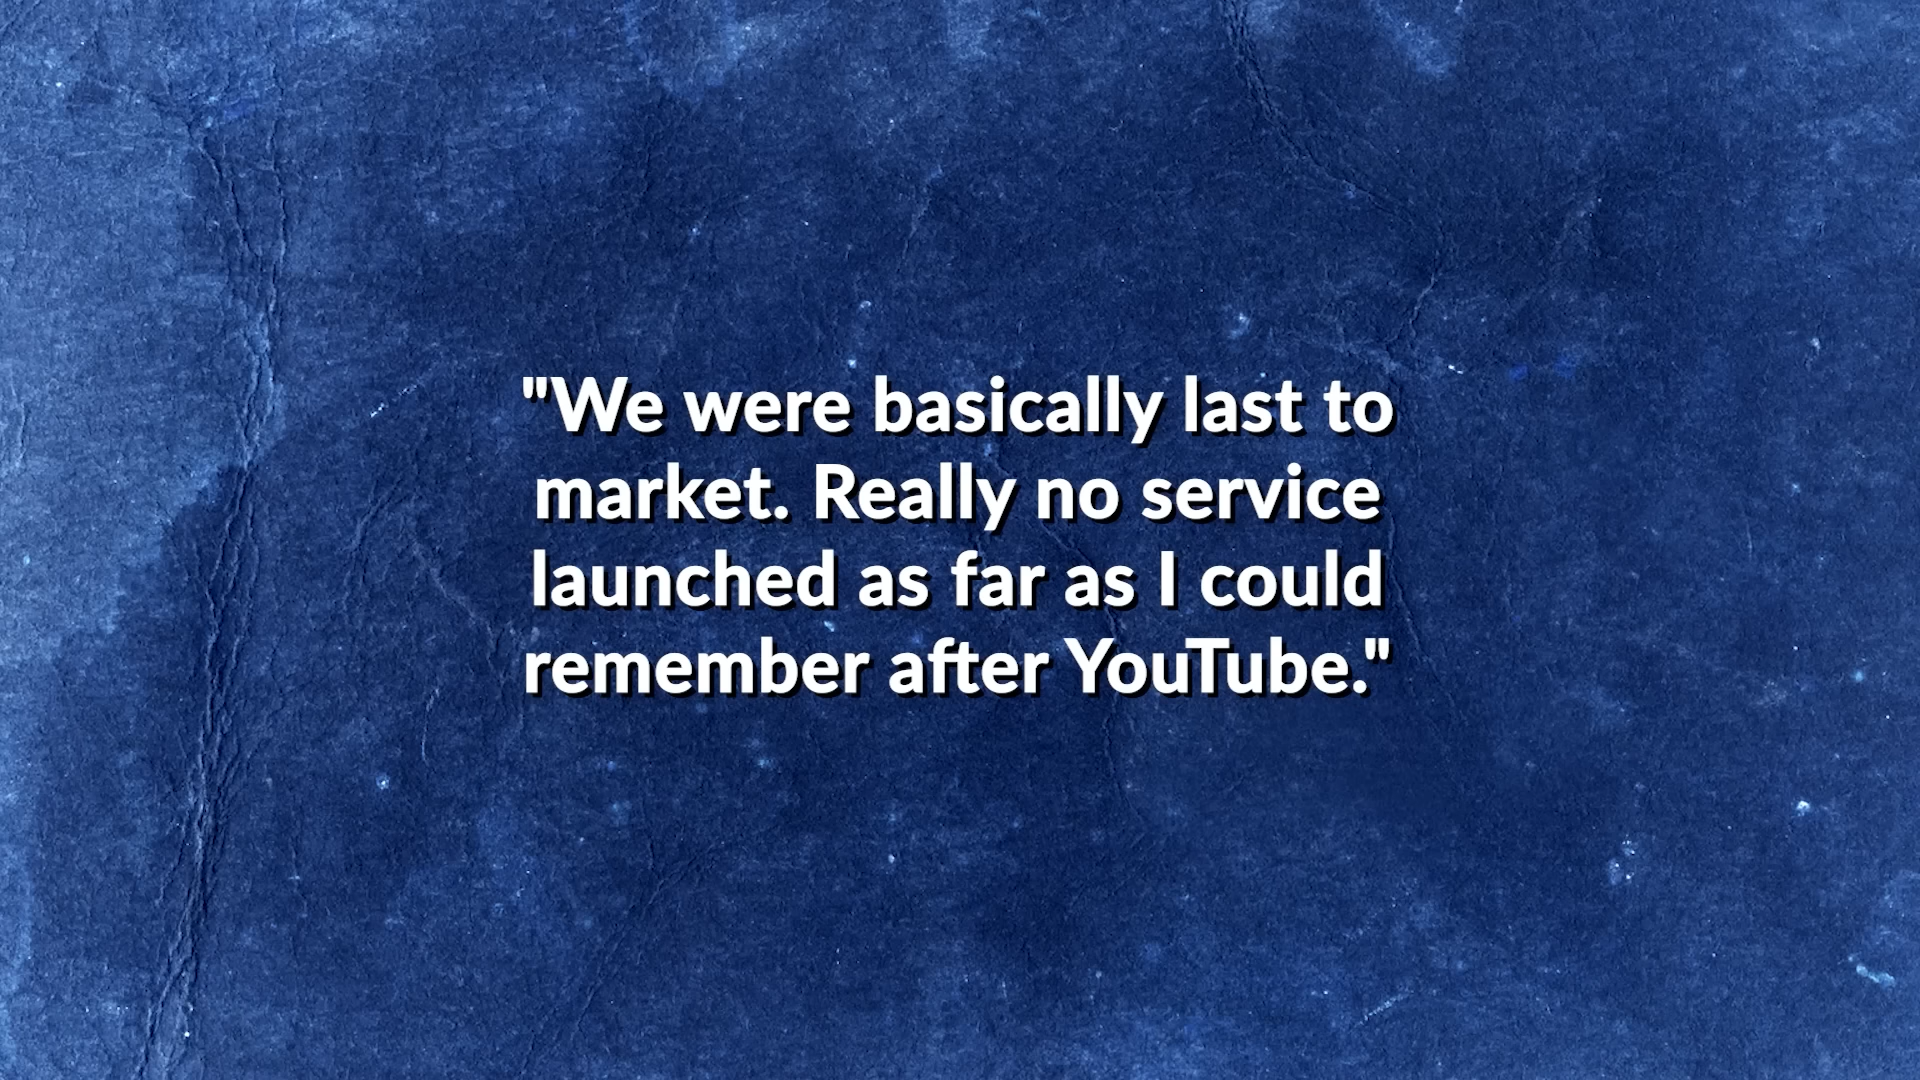 "We were basically last to
market. Really no service
launched as far as I could
remember after YouTube."